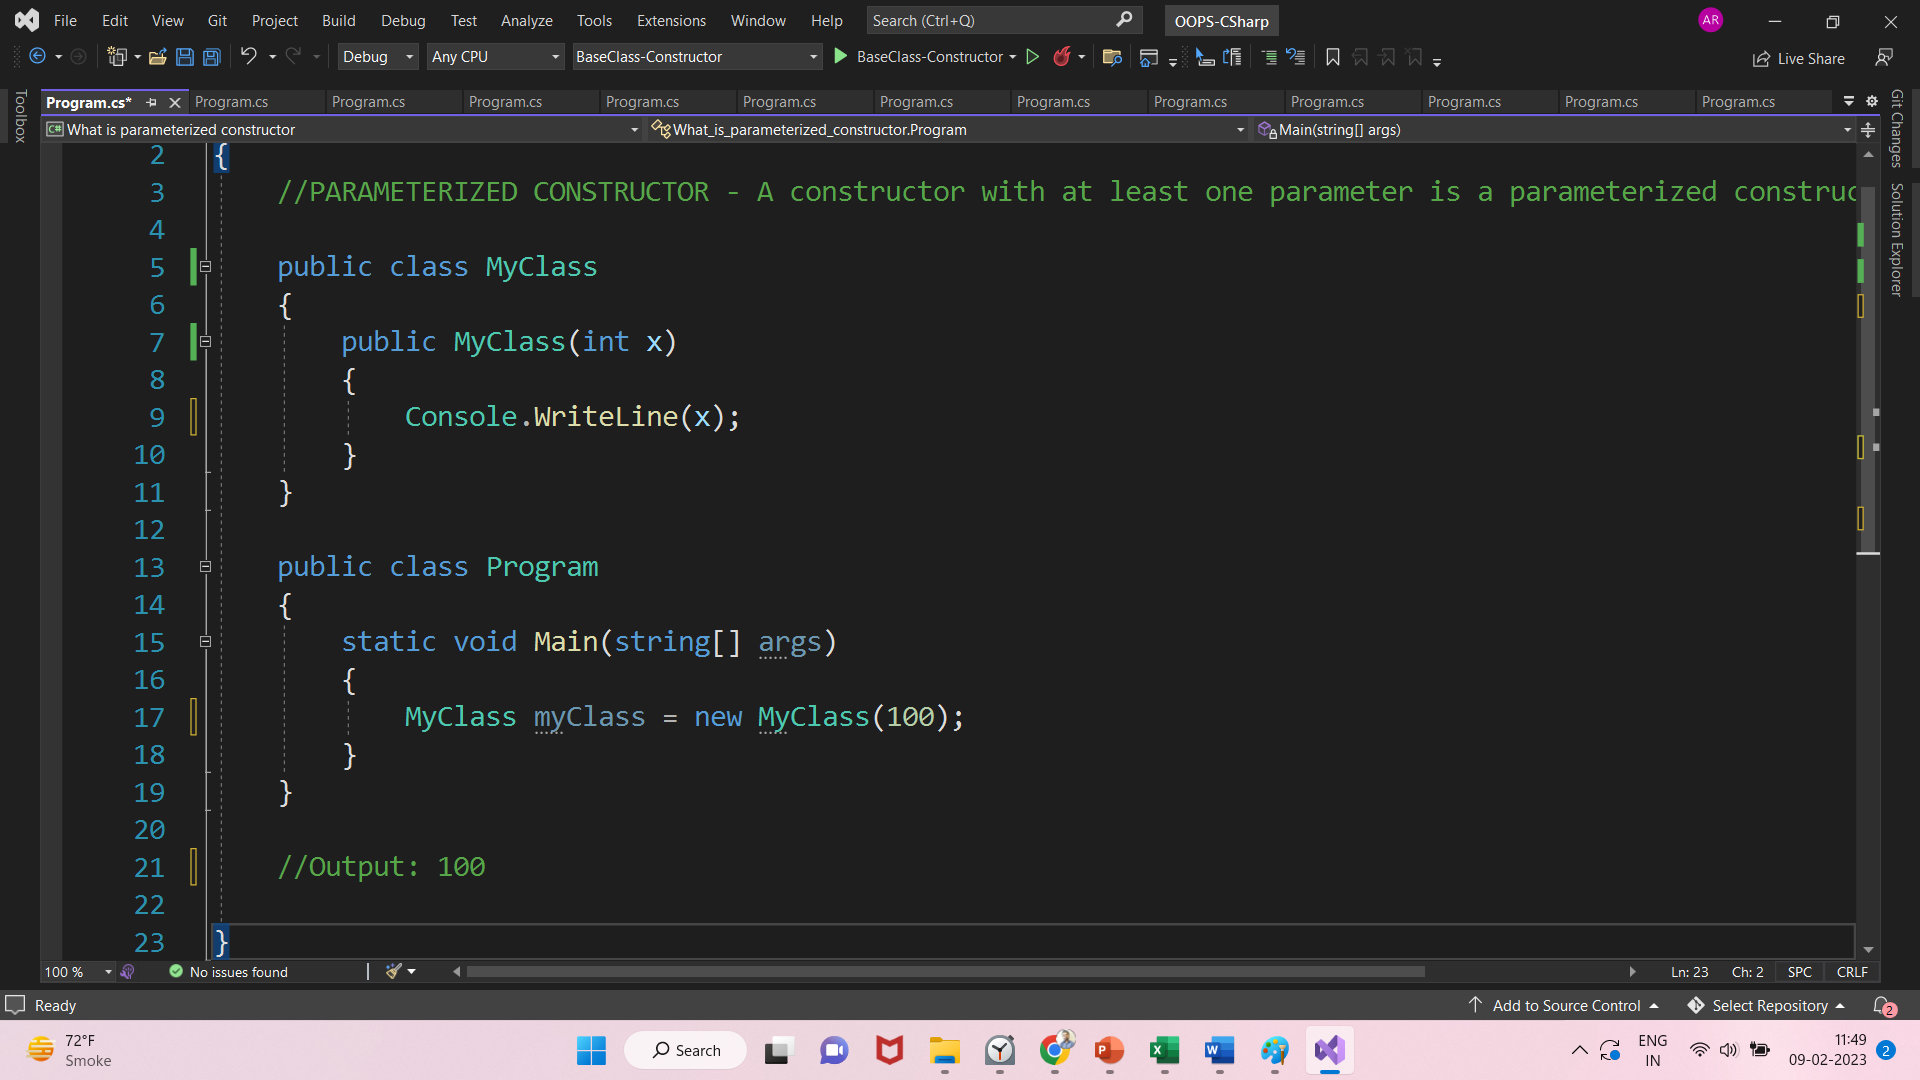 File Edit View Git Project Build Debug Test Analyze Tools Extensions Window Help Search (Ctrl+Q) OOPS-CSharp AR
Debug Any CPU BaseClass-Constructor BaseClass-Constructor Live Share
Toolbox
Program.cs* Program.cs Program.cs Program.cs Program.cs Program.cs Program.cs Program.cs Program.cs Program.cs Program.cs Program.cs Program.cs
Git Changes
Solution Explorer
C# What is parameterized constructor What_is_parameterized_constructor.Program Main(string[] args)
2 {
3 //PARAMETERIZED CONSTRUCTOR - A constructor with at least one parameter is a parameterized construc
4
5 public class MyClass
6 {
7 public MyClass(int x)
8 {
9 Console.WriteLine(x);
10 }
11 }
12
13 public class Program
14 {
15 static void Main(string[] args)
16 {
17 MyClass myClass = new MyClass(100);
18 }
19 }
20
21 //Output: 100
22
23 }
100 % No issues found Ln: 23 Ch: 2 SPC CRLF
Ready Add to Source Control Select Repository 2
72°F
Smoke
Search
P X W
ENG
IN
11:49
09-02-2023
2